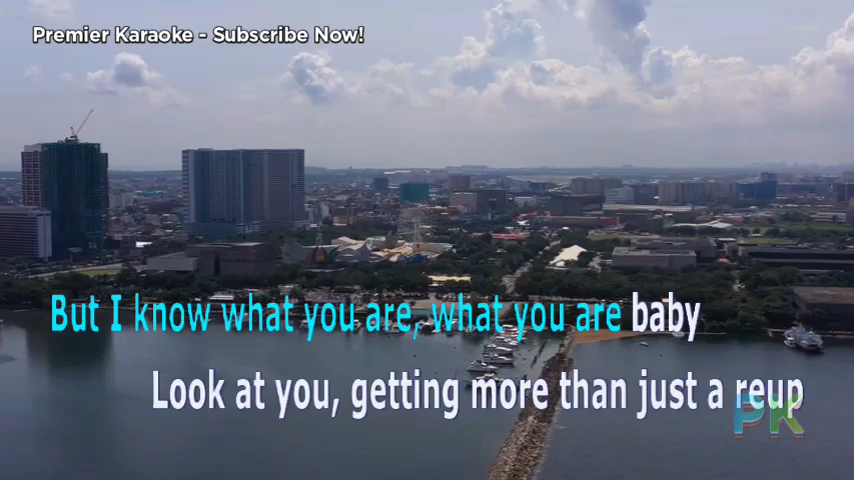 Premier Karaoke - Subscribe Now!
But I know what you are, what you are baby
Look at you, getting more than just a reup
PK